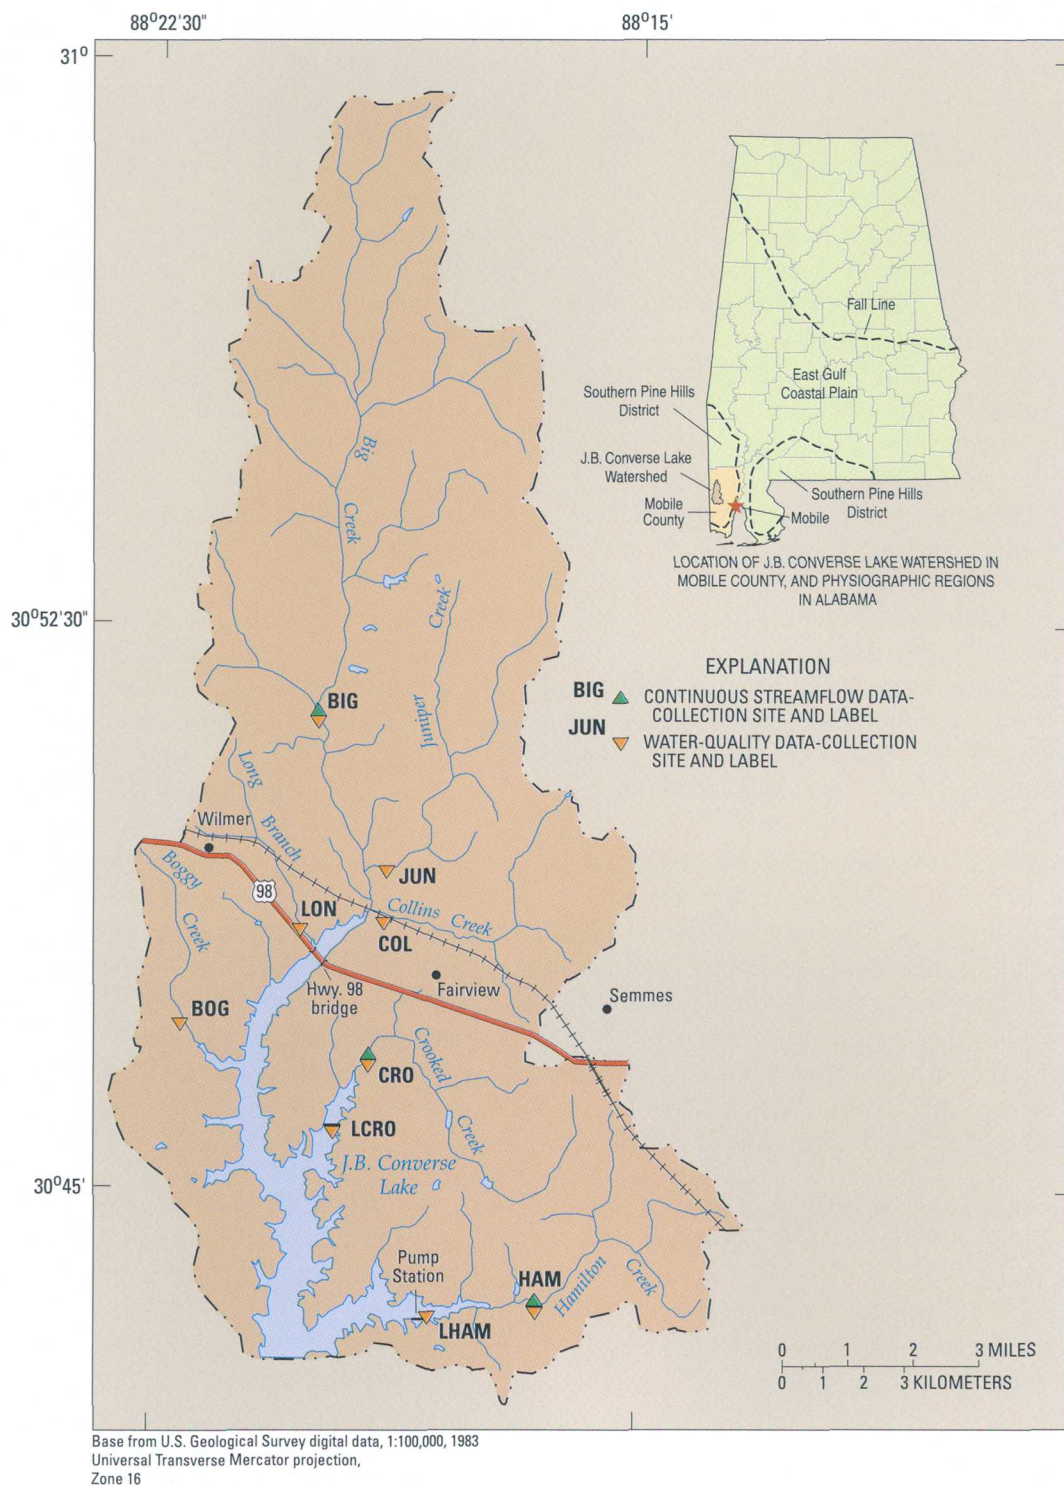 88°22'30"
88°15'
31°
Fall Line
East Gulf
Coastal Plain
Southern Pine Hills
District
J.B. Converse Lake
Watershed
Mobile
County
Mobile
Southern Pine Hills
District
LOCATION OF J.B. CONVERSE LAKE WATERSHED IN
MOBILE COUNTY, AND PHYSIOGRAPHIC REGIONS
IN ALABAMA
Big
Creek
30°52'30"
Juniper
Creek
EXPLANATION
BIG
CONTINUOUS STREAMFLOW DATA-
COLLECTION SITE AND LABEL
JUN
WATER-QUALITY DATA-COLLECTION
SITE AND LABEL
BIG
Long
Branch
Wilmer
Boggy
Creek
98
JUN
LON
Collins Creek
COL
Hwy. 98
bridge
Fairview
Semmes
BOG
CRO
Crooked
Creek
LCRO
J.B. Converse
Lake
30°45'
Pump
Station
HAM
Hamilton
Creek
LHAM
0 1 2 3 MILES
0 1 2 3 KILOMETERS
Base from U.S. Geological Survey digital data, 1:100,000, 1983
Universal Transverse Mercator projection,
Zone 16